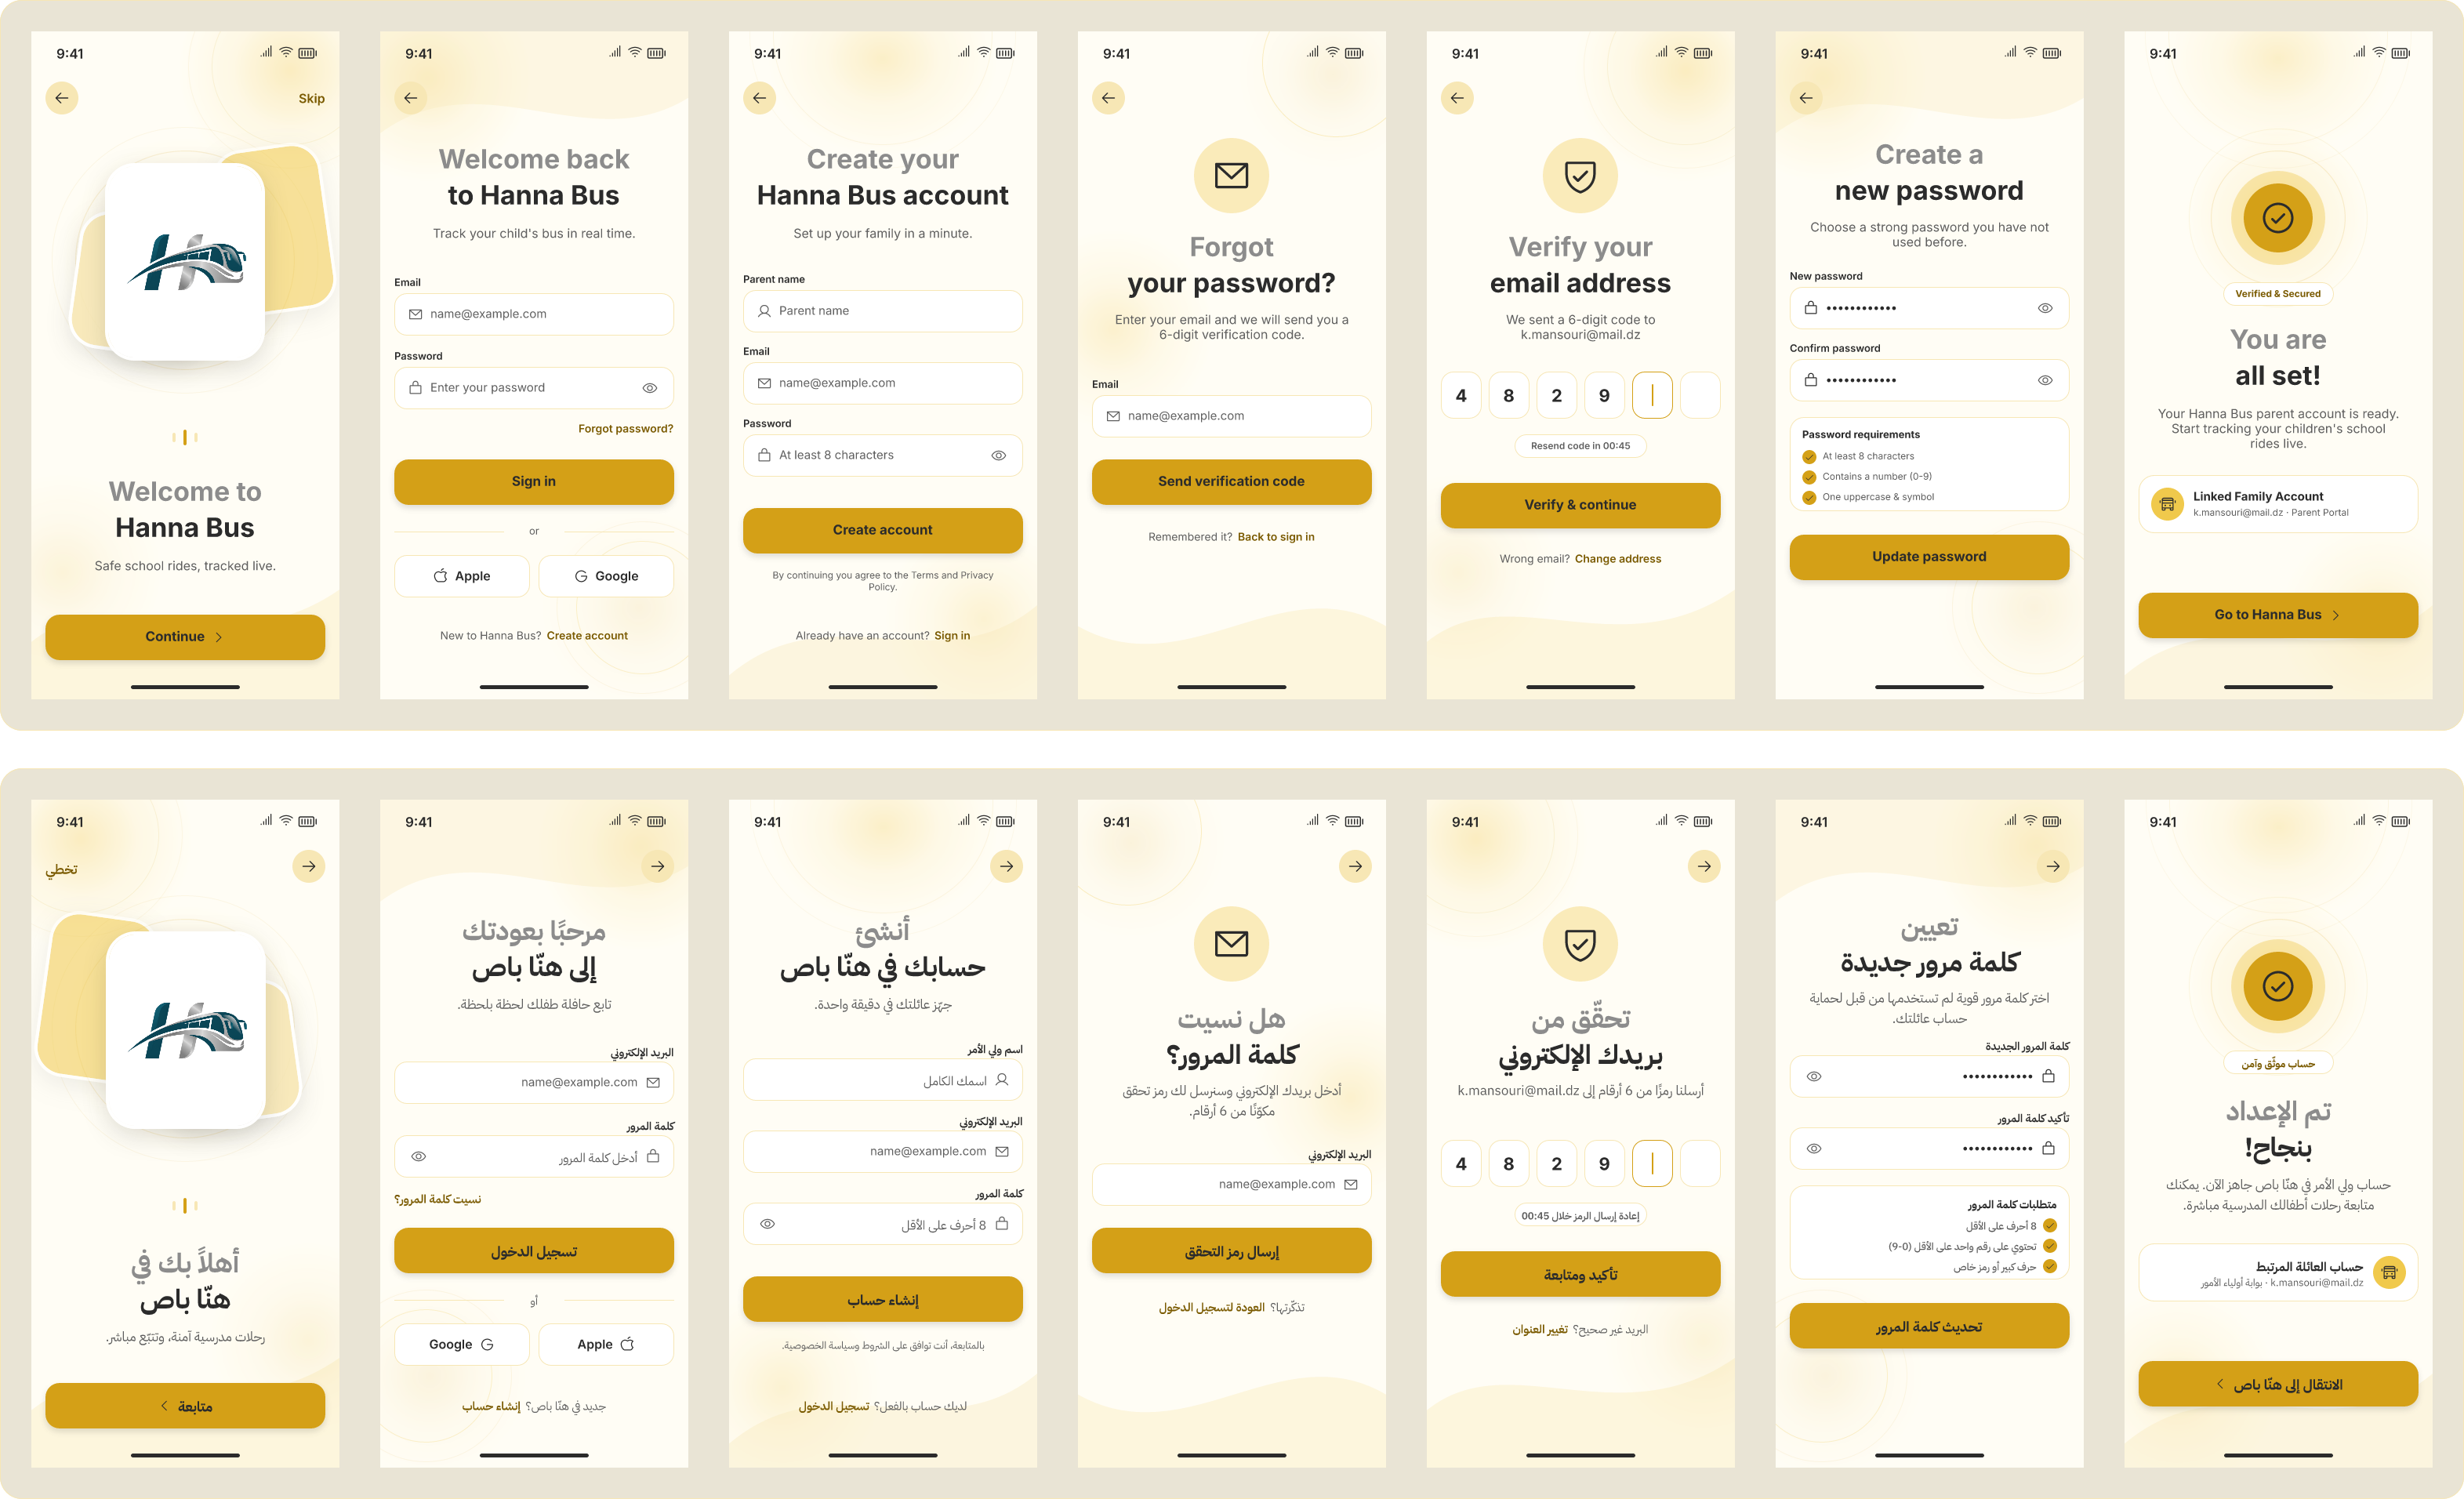 9:41
Skip
Welcome to
Hanna Bus
Safe school rides, tracked live.
Continue
9:41
Welcome back
to Hanna Bus
Track your child's bus in real time.
Email
name@example.com
Password
Enter your password
Forgot password?
Sign in
or
Apple
Google
New to Hanna Bus? Create account
9:41
Create your
Hanna Bus account
Set up your family in a minute.
Parent name
Parent name
Email
name@example.com
Password
At least 8 characters
Create account
By continuing you agree to the Terms and Privacy
Policy.
Already have an account? Sign in
9:41
Forgot
your password?
Enter your email and we will send you a
6-digit verification code.
Email
name@example.com
Send verification code
Remembered it? Back to sign in
9:41
Verify your
email address
We sent a 6-digit code to
k.mansouri@mail.dz
4 8 2 9
Resend code in 00:45
Verify & continue
Wrong email? Change address
9:41
Create a
new password
Choose a strong password you have not
used before.
New password
••••••••••••
Confirm password
••••••••••••
Password requirements
At least 8 characters
Contains a number (0-9)
One uppercase & symbol
Update password
9:41
Verified & Secured
You are
all set!
Your Hanna Bus parent account is ready.
Start tracking your children's school
rides live.
Linked Family Account
k.mansouri@mail.dz · Parent Portal
Go to Hanna Bus
9:41
تخطي
أهلاً بك في
هنّا باص
رحلات مدرسية آمنة، وتتبّع مباشر.
متابعة
9:41
مرحبًا بعودتك
إلى هنّا باص
تابع حافلة طفلك لحظة بلحظة.
البريد الإلكتروني
name@example.com
كلمة المرور
أدخل كلمة المرور
نسيت كلمة المرور؟
تسجيل الدخول
أو
Apple
Google
جديد في هنّا باص؟ إنشاء حساب
9:41
أنشئ
حسابك في هنّا باص
جهّز عائلتك في دقيقة واحدة.
اسم ولي الأمر
اسمك الكامل
البريد الإلكتروني
name@example.com
كلمة المرور
8 أحرف على الأقل
إنشاء حساب
بالمتابعة، أنت توافق على الشروط وسياسة الخصوصية.
لديك حساب بالفعل؟ تسجيل الدخول
9:41
هل نسيت
كلمة المرور؟
أدخل بريدك الإلكتروني وسنرسل لك رمز تحقق
مكوّنًا من 6 أرقام.
البريد الإلكتروني
name@example.com
إرسال رمز التحقق
تذكّرتها؟ العودة لتسجيل الدخول
9:41
تحقّق من
بريدك الإلكتروني
أرسلنا رمزًا من 6 أرقام إلى k.mansouri@mail.dz
4 8 2 9
إعادة إرسال الرمز خلال 00:45
تأكيد ومتابعة
البريد غير صحيح؟ تغيير العنوان
9:41
تعيين
كلمة مرور جديدة
اختر كلمة مرور قوية لم تستخدمها من قبل لحماية
حساب عائلتك.
كلمة المرور الجديدة
••••••••••••
تأكيد كلمة المرور
••••••••••••
متطلبات كلمة المرور
8 أحرف على الأقل
تحتوي على رقم واحد على الأقل (0-9)
حرف كبير أو رمز خاص
تحديث كلمة المرور
9:41
حساب موثّق وآمن
تم الإعداد
بنجاح!
حساب ولي الأمر في هنّا باص جاهز الآن. يمكنك
متابعة رحلات أطفالك المدرسية مباشرة.
حساب العائلة المرتبط
k.mansouri@mail.dz · بوابة أولياء الأمور
الانتقال إلى هنّا باص